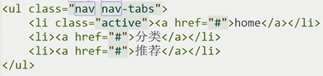 <ul class="nav nav-tabs">
<li class="active"><a href="#">home</a></li>
<li><a href="#">分类</a></li>
<li><a href="#">推荐</a></li>
</ul>